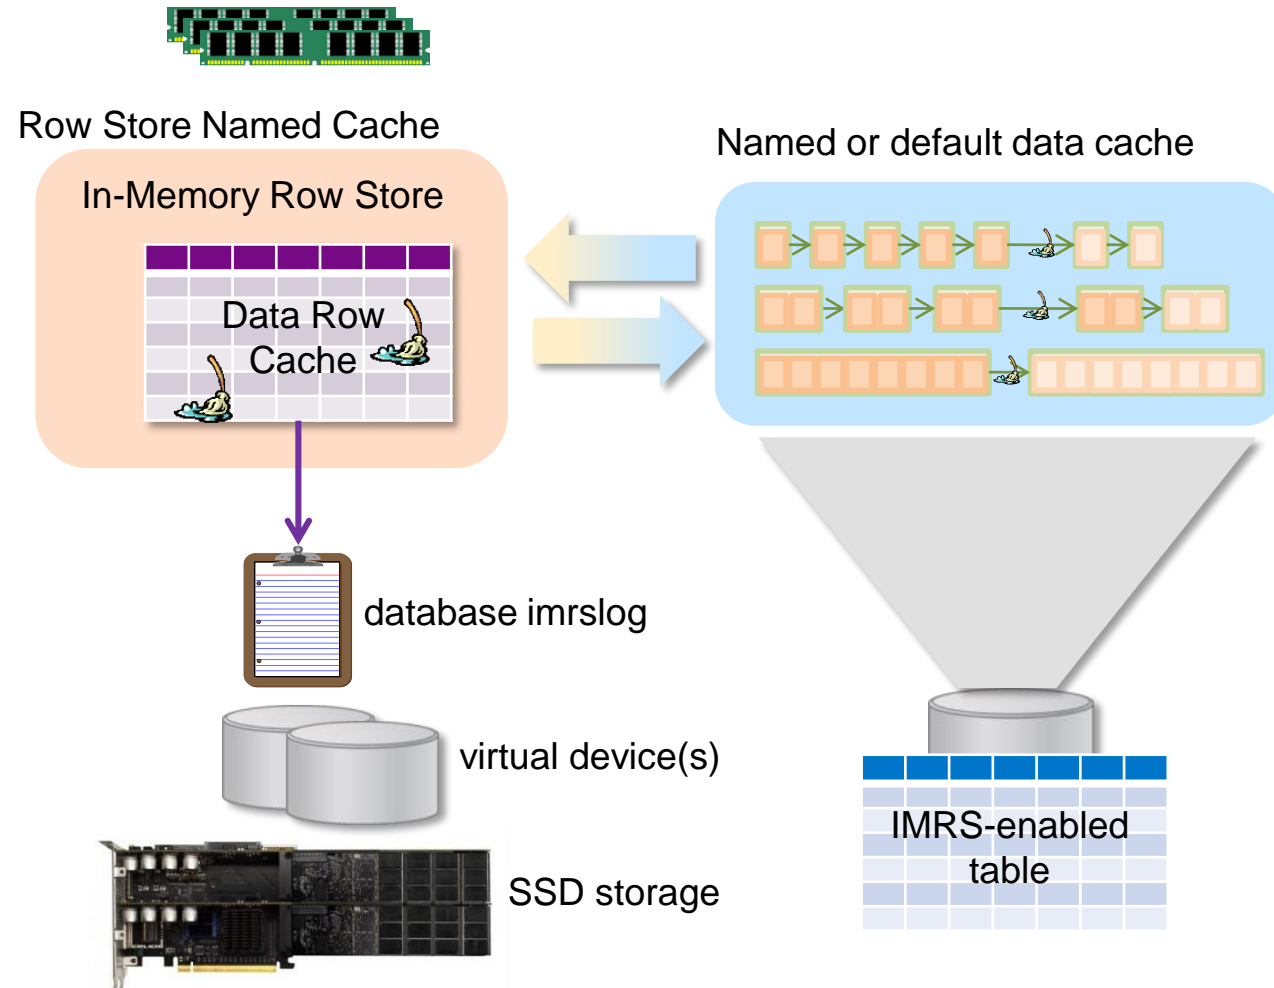 Row Store Named Cache
In-Memory Row Store
Data Row
Cache
Named or default data cache
database imrslog
virtual device(s)
SSD storage
IMRS-enabled
table